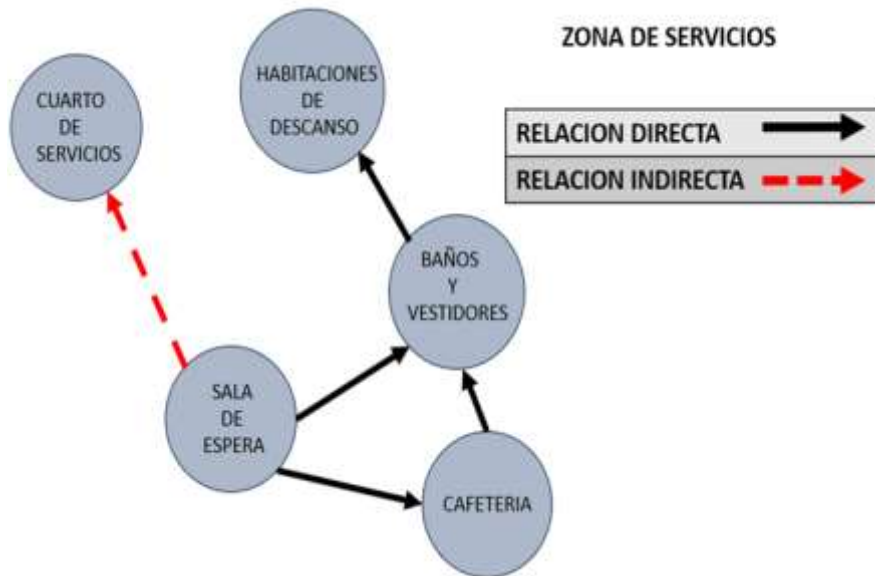 ZONA DE SERVICIOS
HABITACIONES
DE
DESCANSO
CUARTO
DE
SERVICIOS
RELACION DIRECTA
RELACION INDIRECTA
BAÑOS
Y
VESTIDORES
SALA
DE
ESPERA
CAFETERIA